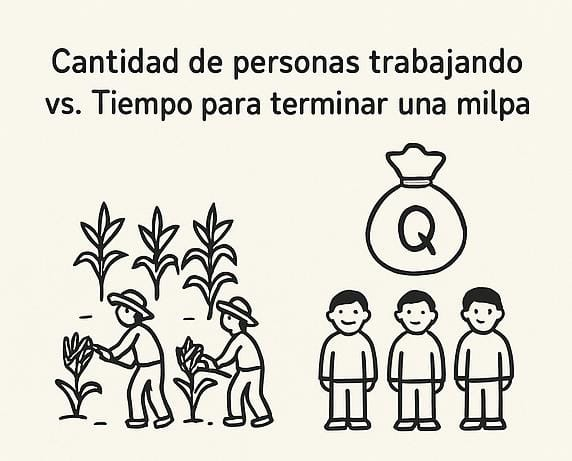 Cantidad de personas trabajando
vs. Tiempo para terminar una milpa
Q